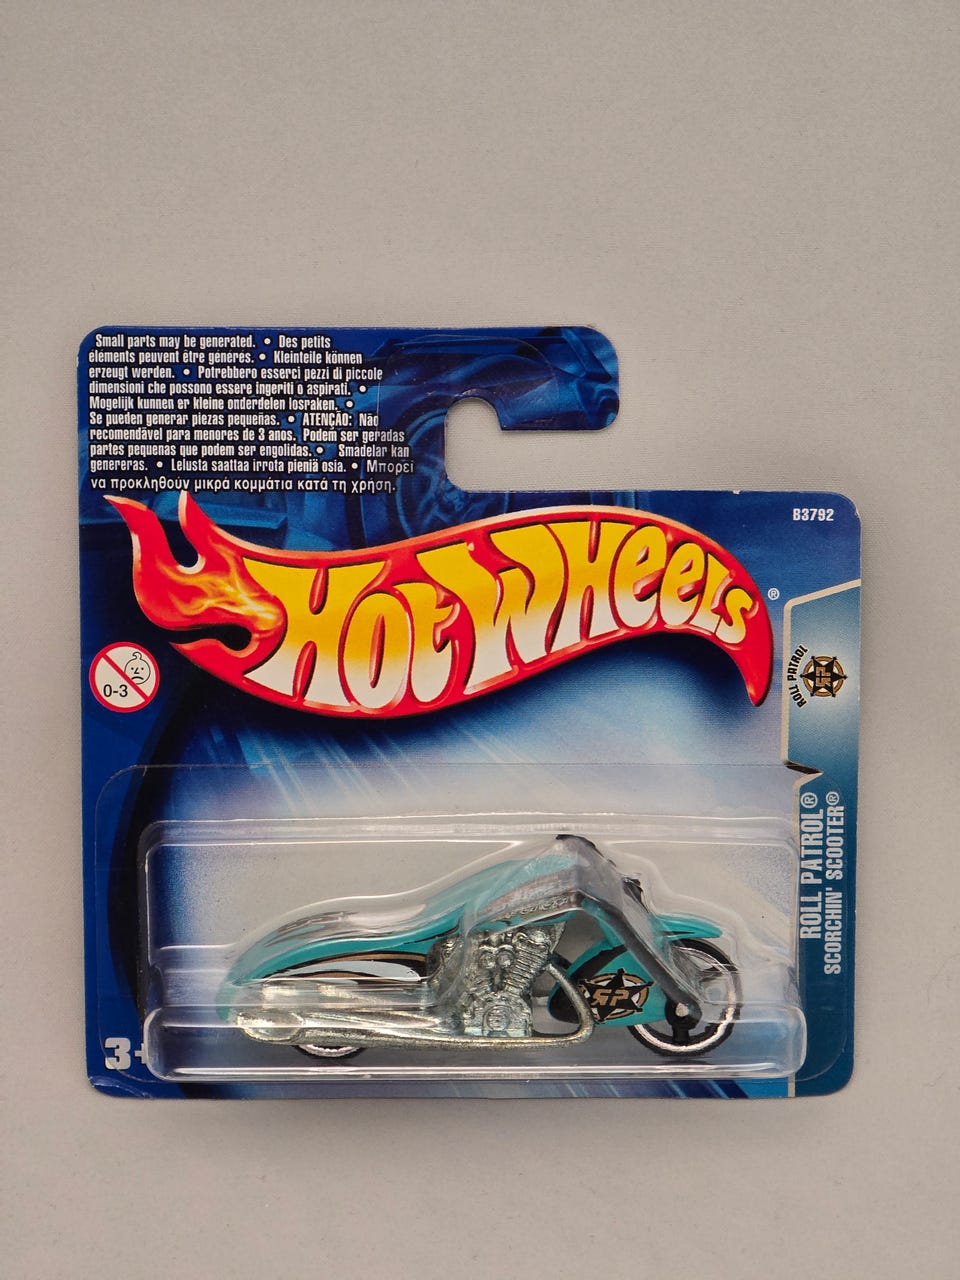 Small parts may be generated. • Des petits
éléments peuvent être générés. • Kleinteile können
erzeugt werden. • Potrebbero esserci pezzi di piccole
dimensioni che possono essere ingeriti o aspirati. •
Mogelijk kunnen er kleine onderdelen losraken. •
Se pueden generar piezas pequeñas. • ATENÇÃO: Não
recomendável para menores de 3 anos. Podem ser geradas
partes pequenas que podem ser engolidas. • Smådelar kan
genereras. • Lelusta saattaa irrota pieniä osia. • Μπορεί
να προκληθούν μικρά κομμάτια κατά τη χρήση.
B3792
HOT WHEELS ®
0-3
ROLL PATROL
RP
ROLL PATROL®
SCORCHIN' SCOOTER®
RP
3+